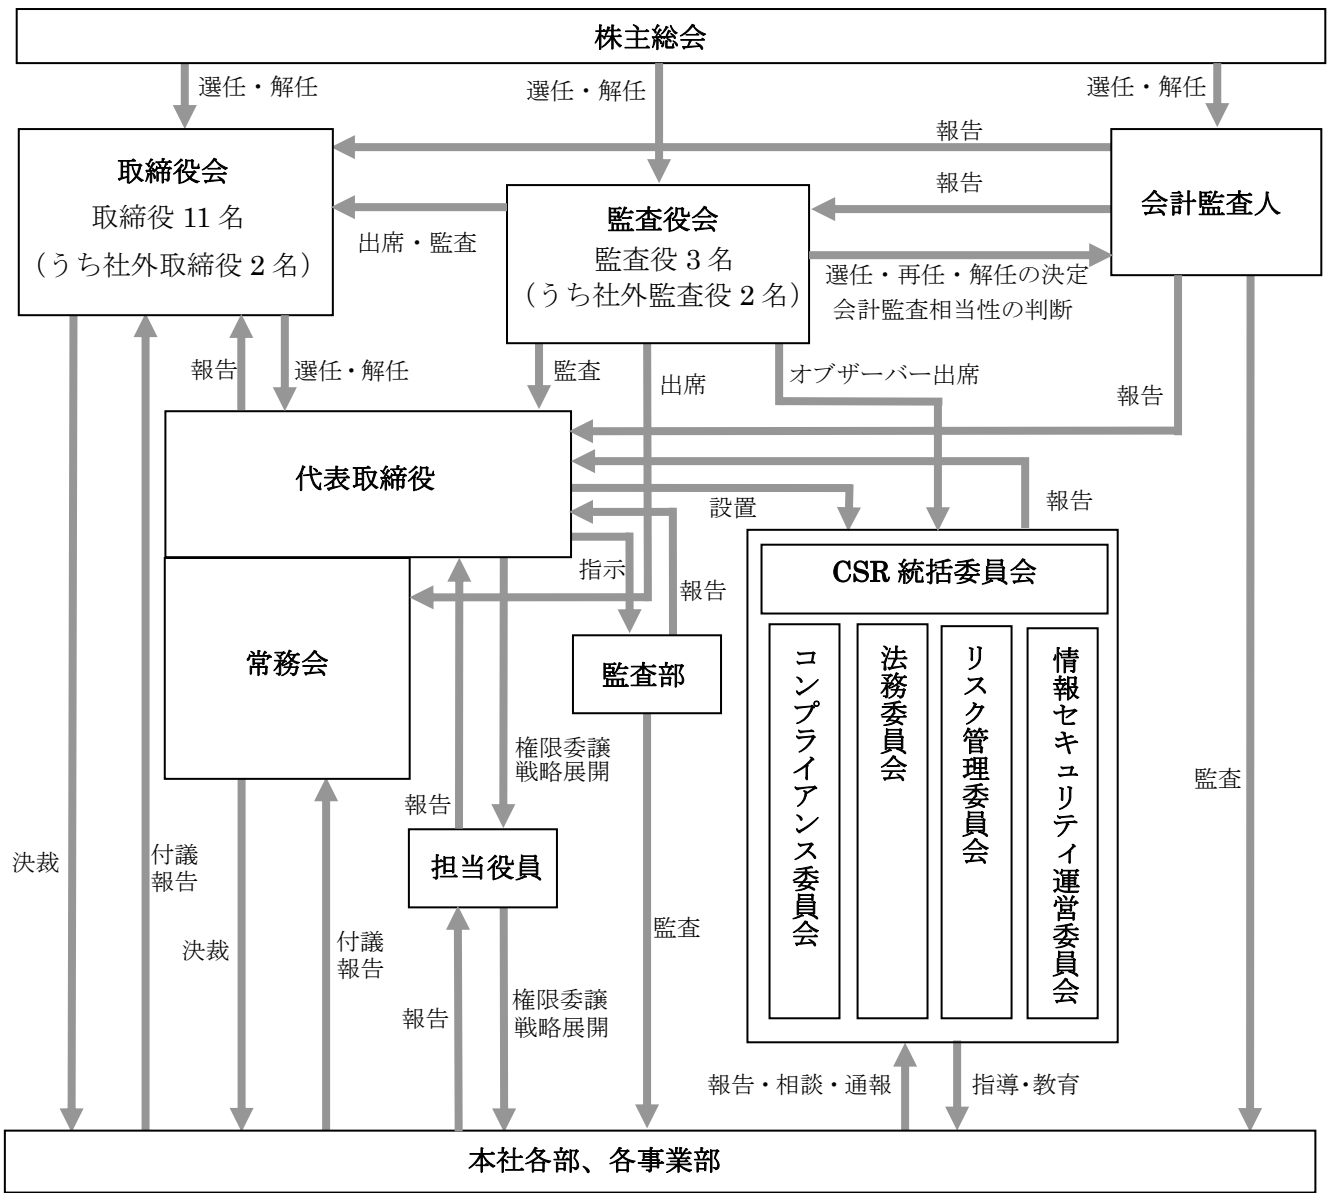 株主総会
選任・解任
選任・解任
選任・解任
報告
取締役会
取締役 11 名
（うち社外取締役 2 名）
報告
会計監査人
監査役会
監査役 3 名
（うち社外監査役 2 名）
出席・監査
選任・再任・解任の決定
会計監査相当性の判断
報告
選任・解任
監査
出席
オブザーバー出席
報告
代表取締役
設置
報告
指示
報告
CSR 統括委員会
常務会
監査部
コンプライアンス委員会
法務委員会
リスク管理委員会
情報セキュリティ運営委員会
権限委譲
戦略展開
報告
監査
決裁
付議
報告
担当役員
決裁
付議
報告
監査
報告
権限委譲
戦略展開
報告・相談・通報
指導・教育
本社各部、各事業部